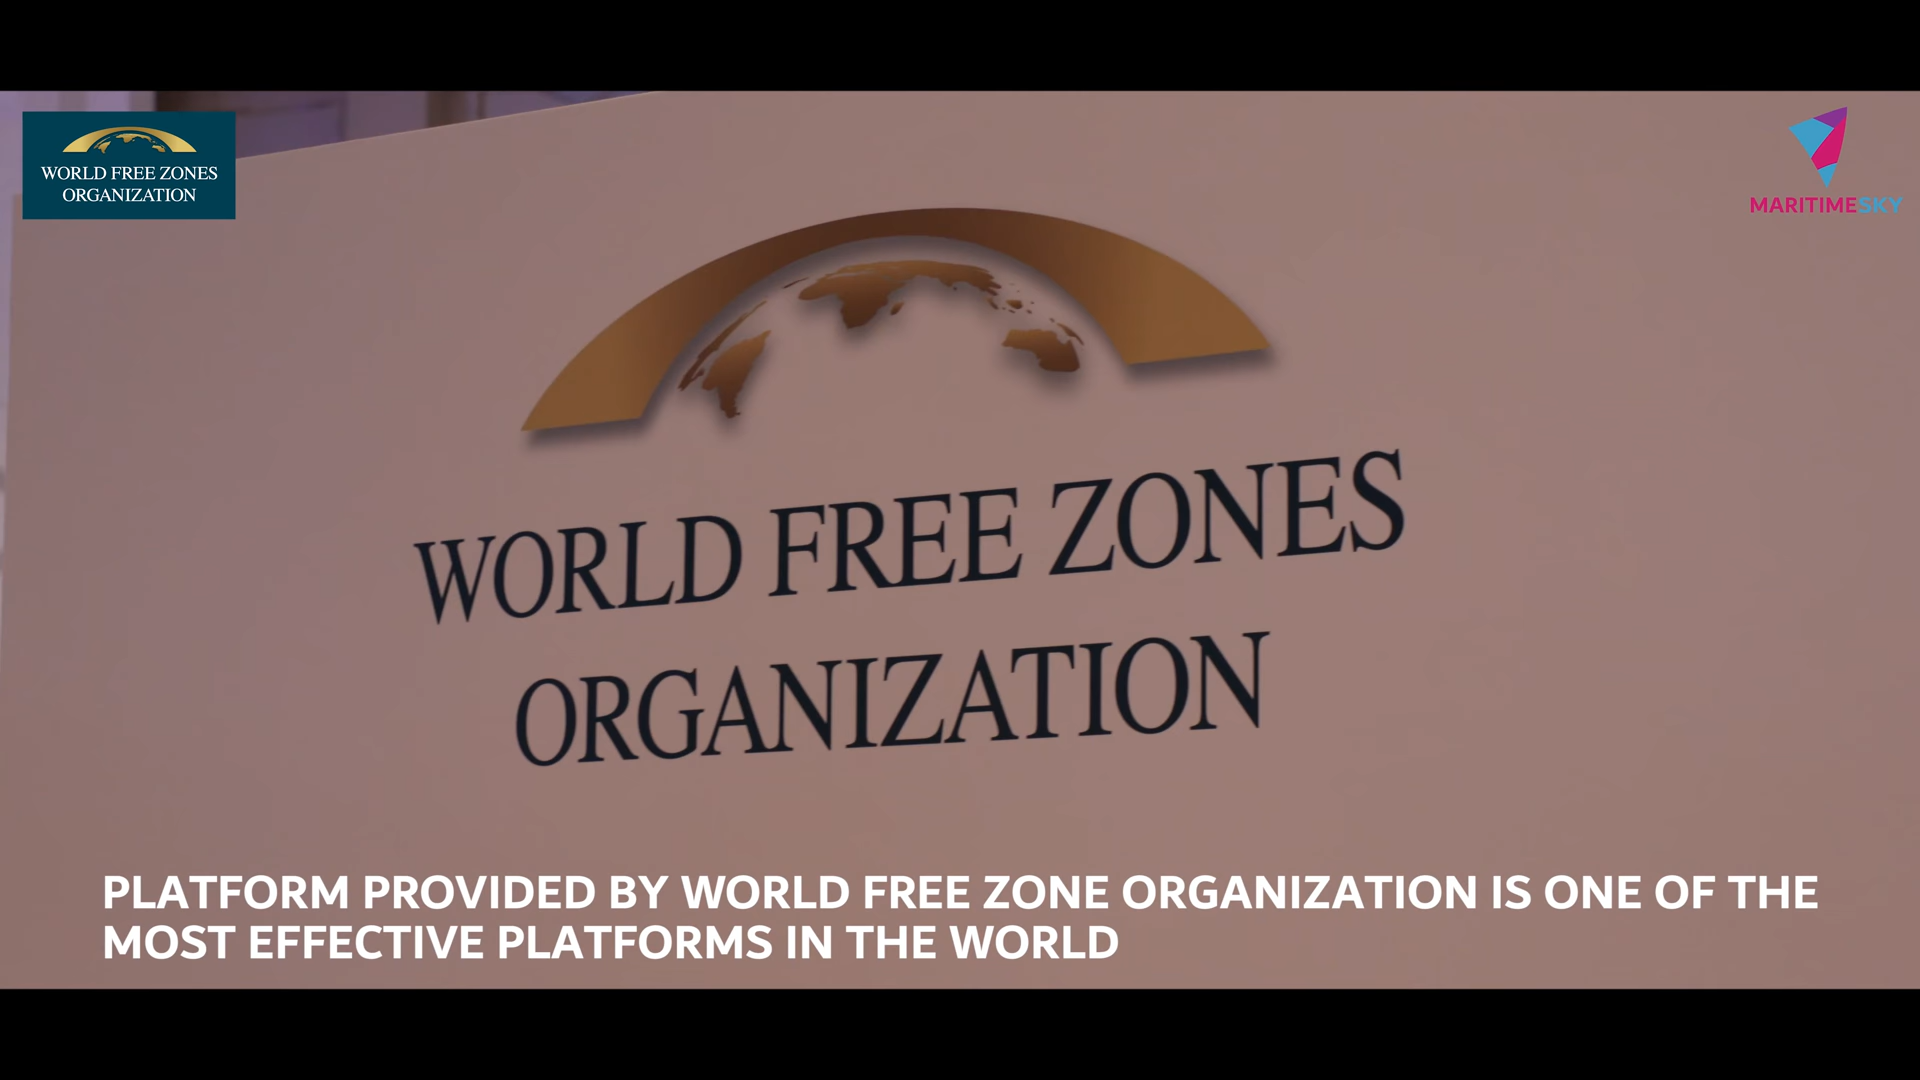 WORLD FREE ZONES
ORGANIZATION
MARITIMESKY
WORLD FREE ZONES
ORGANIZATION
PLATFORM PROVIDED BY WORLD FREE ZONE ORGANIZATION IS ONE OF THE
MOST EFFECTIVE PLATFORMS IN THE WORLD